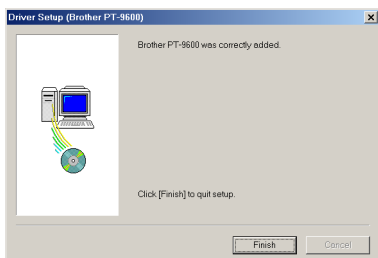 Driver Setup (Brother PT-9600)
Brother PT-9600 was correctly added.
Click [Finish] to quit setup.
Finish
Cancel